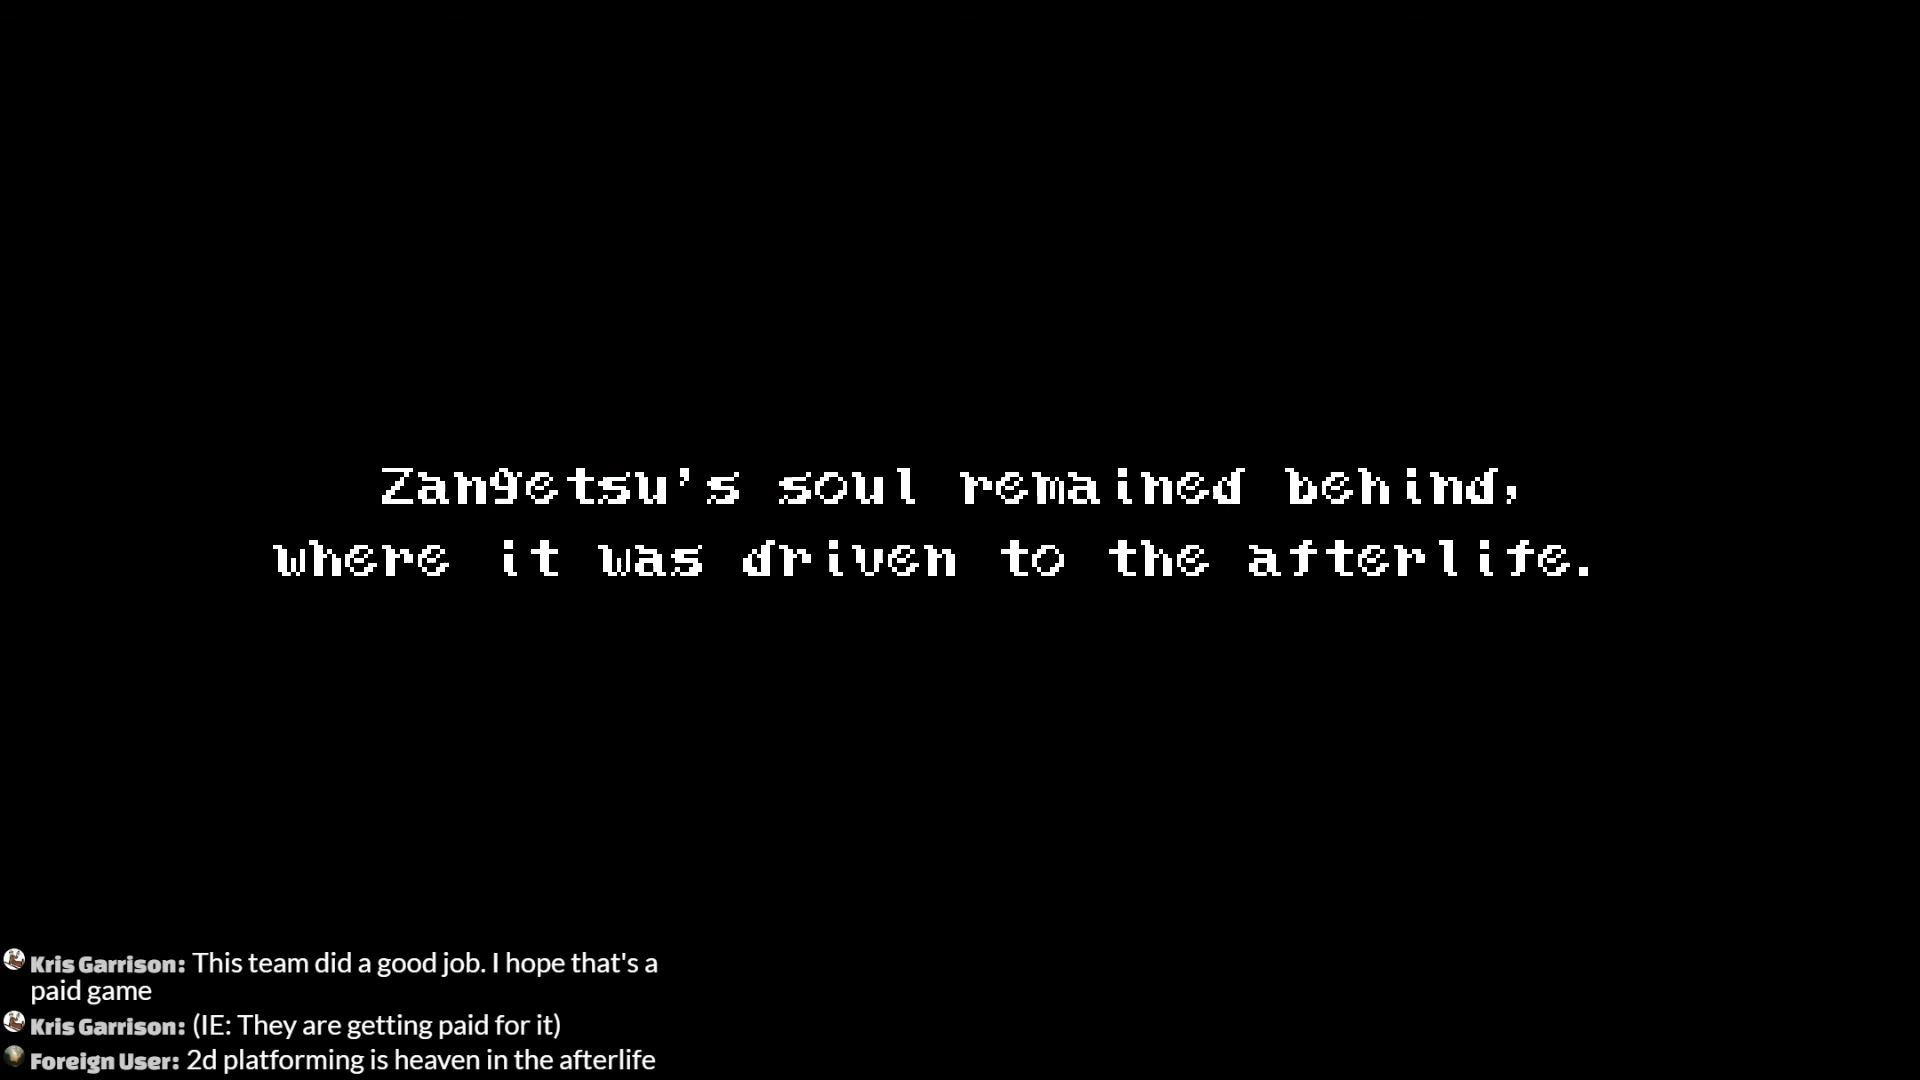 Zangetsu's soul remained behind,
where it was driven to the afterlife.
Kris Garrison: This team did a good job. I hope that's a
paid game
Kris Garrison: (IE: They are getting paid for it)
Foreign User: 2d platforming is heaven in the afterlife